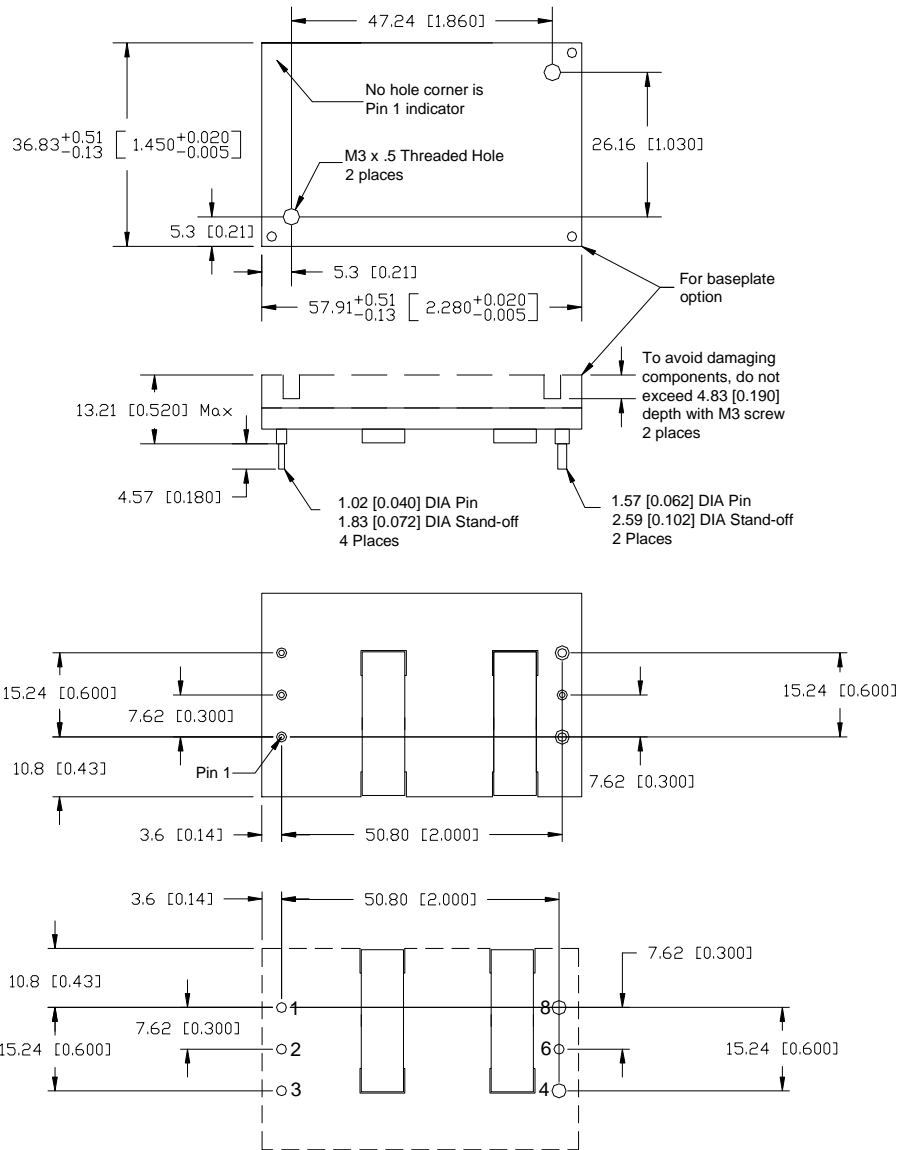 47.24 [1.860]
No hole corner is
Pin 1 indicator
36.83 +0.51 -0.13 [ 1.450 +0.020 -0.005 ]
26.16 [1.030]
M3 x .5 Threaded Hole
2 places
5.3 [0.21]
5.3 [0.21]
For baseplate
option
57.91 +0.51 -0.13 [ 2.280 +0.020 -0.005 ]
To avoid damaging
components, do not
exceed 4.83 [0.190]
depth with M3 screw
2 places
13.21 [0.520] Max
4.57 [0.180]
1.02 [0.040] DIA Pin
1.83 [0.072] DIA Stand-off
4 Places
1.57 [0.062] DIA Pin
2.59 [0.102] DIA Stand-off
2 Places
15.24 [0.600]
7.62 [0.300]
15.24 [0.600]
10.8 [0.43]
Pin 1
7.62 [0.300]
3.6 [0.14]
50.80 [2.000]
3.6 [0.14]
50.80 [2.000]
7.62 [0.300]
10.8 [0.43]
1
8
7.62 [0.300]
15.24 [0.600]
2
6
15.24 [0.600]
3
4